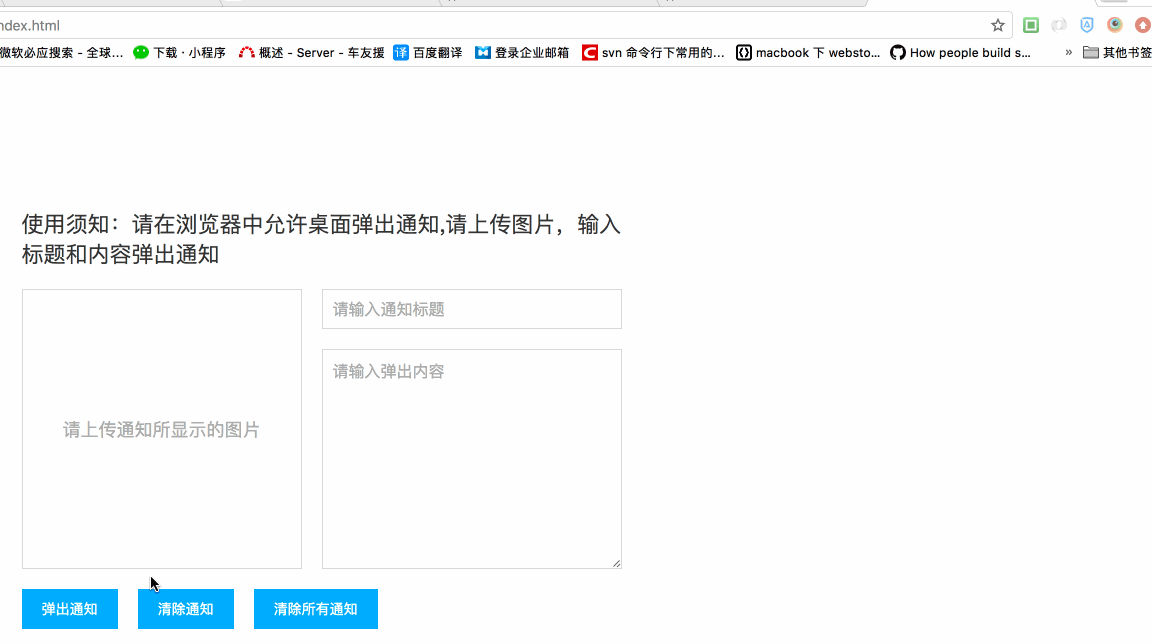 ndex.html
微软必应搜索 - 全球... 下载 · 小程序 概述 - Server - 车友援 百度翻译 登录企业邮箱 svn 命令行下常用的... macbook 下 websto... How people build s... » 其他书签
使用须知：请在浏览器中允许桌面弹出通知,请上传图片，输入
标题和内容弹出通知
请输入通知标题
请输入弹出内容
请上传通知所显示的图片
弹出通知 清除通知 清除所有通知